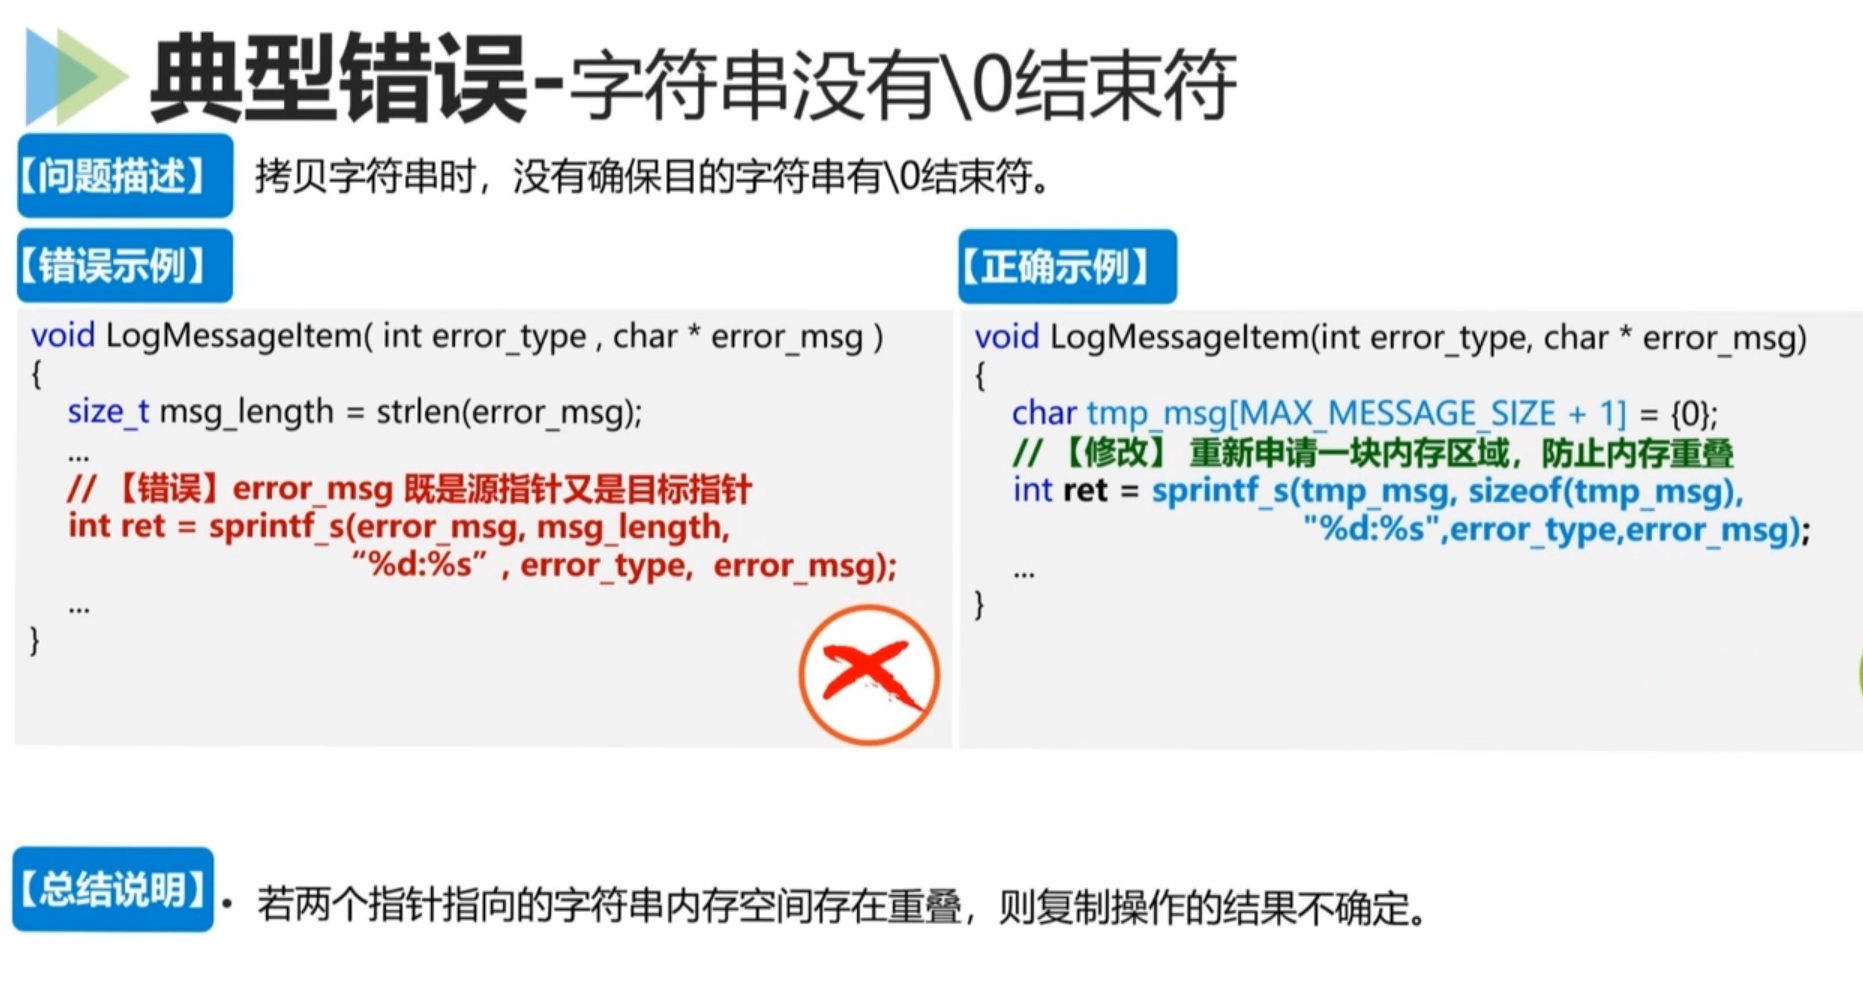 典型错误-字符串没有\0结束符
【问题描述】 拷贝字符串时，没有确保目的字符串有\0结束符。
【错误示例】
void LogMessageItem( int error_type , char * error_msg )
{
size_t msg_length = strlen(error_msg);
...
// 【错误】error_msg 既是源指针又是目标指针
int ret = sprintf_s(error_msg, msg_length,
“%d:%s” , error_type, error_msg);
...
}
【正确示例】
void LogMessageItem(int error_type, char * error_msg)
{
char tmp_msg[MAX_MESSAGE_SIZE + 1] = {0};
// 【修改】 重新申请一块内存区域，防止内存重叠
int ret = sprintf_s(tmp_msg, sizeof(tmp_msg),
"%d:%s",error_type,error_msg);
...
}
【总结说明】 • 若两个指针指向的字符串内存空间存在重叠，则复制操作的结果不确定。